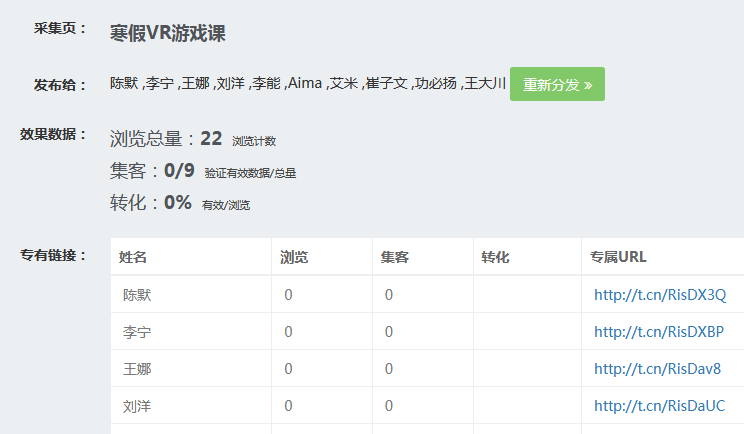 采集页： 寒假VR游戏课
发布给： 陈默 ,李宁 ,王娜 ,刘洋 ,李能 ,Aima ,艾米 ,崔子文 ,功必扬 ,王大川 重新分发 »
效果数据： 浏览总量：22 浏览计数
集客：0/9 验证有效数据/总量
转化：0% 有效/浏览
专有链接： 姓名 浏览 集客 转化 专属URL
陈默 0 0 http://t.cn/RisDX3Q
李宁 0 0 http://t.cn/RisDXBP
王娜 0 0 http://t.cn/RisDav8
刘洋 0 0 http://t.cn/RisDaUC